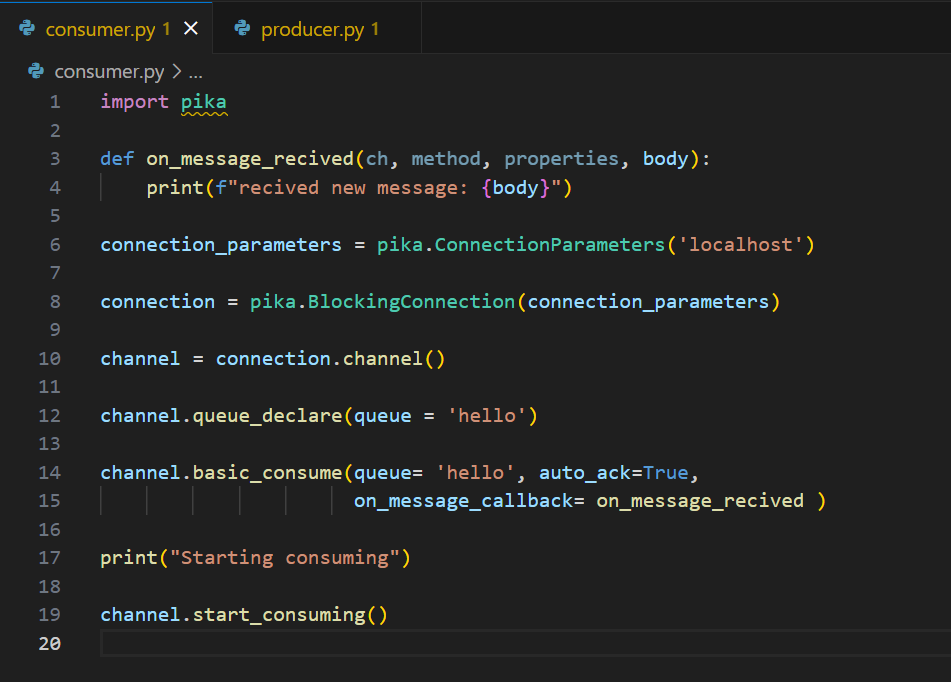 consumer.py 1 × producer.py 1
consumer.py > ...
1 import pika
2
3 def on_message_recived(ch, method, properties, body):
4     print(f"recived new message: {body}")
5
6 connection_parameters = pika.ConnectionParameters('localhost')
7
8 connection = pika.BlockingConnection(connection_parameters)
9
10 channel = connection.channel()
11
12 channel.queue_declare(queue = 'hello')
13
14 channel.basic_consume(queue= 'hello', auto_ack=True,
15                       on_message_callback= on_message_recived )
16
17 print("Starting consuming")
18
19 channel.start_consuming()
20